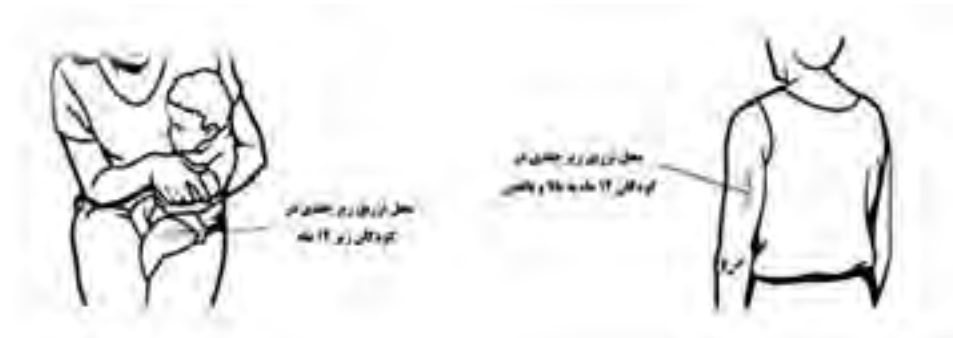 محل تزریق زیر جلدی در
کودکان ۱۲ ماه به بالا و بالغین
محل تزریق زیر جلدی در
کودکان زیر ۱۲ ماه